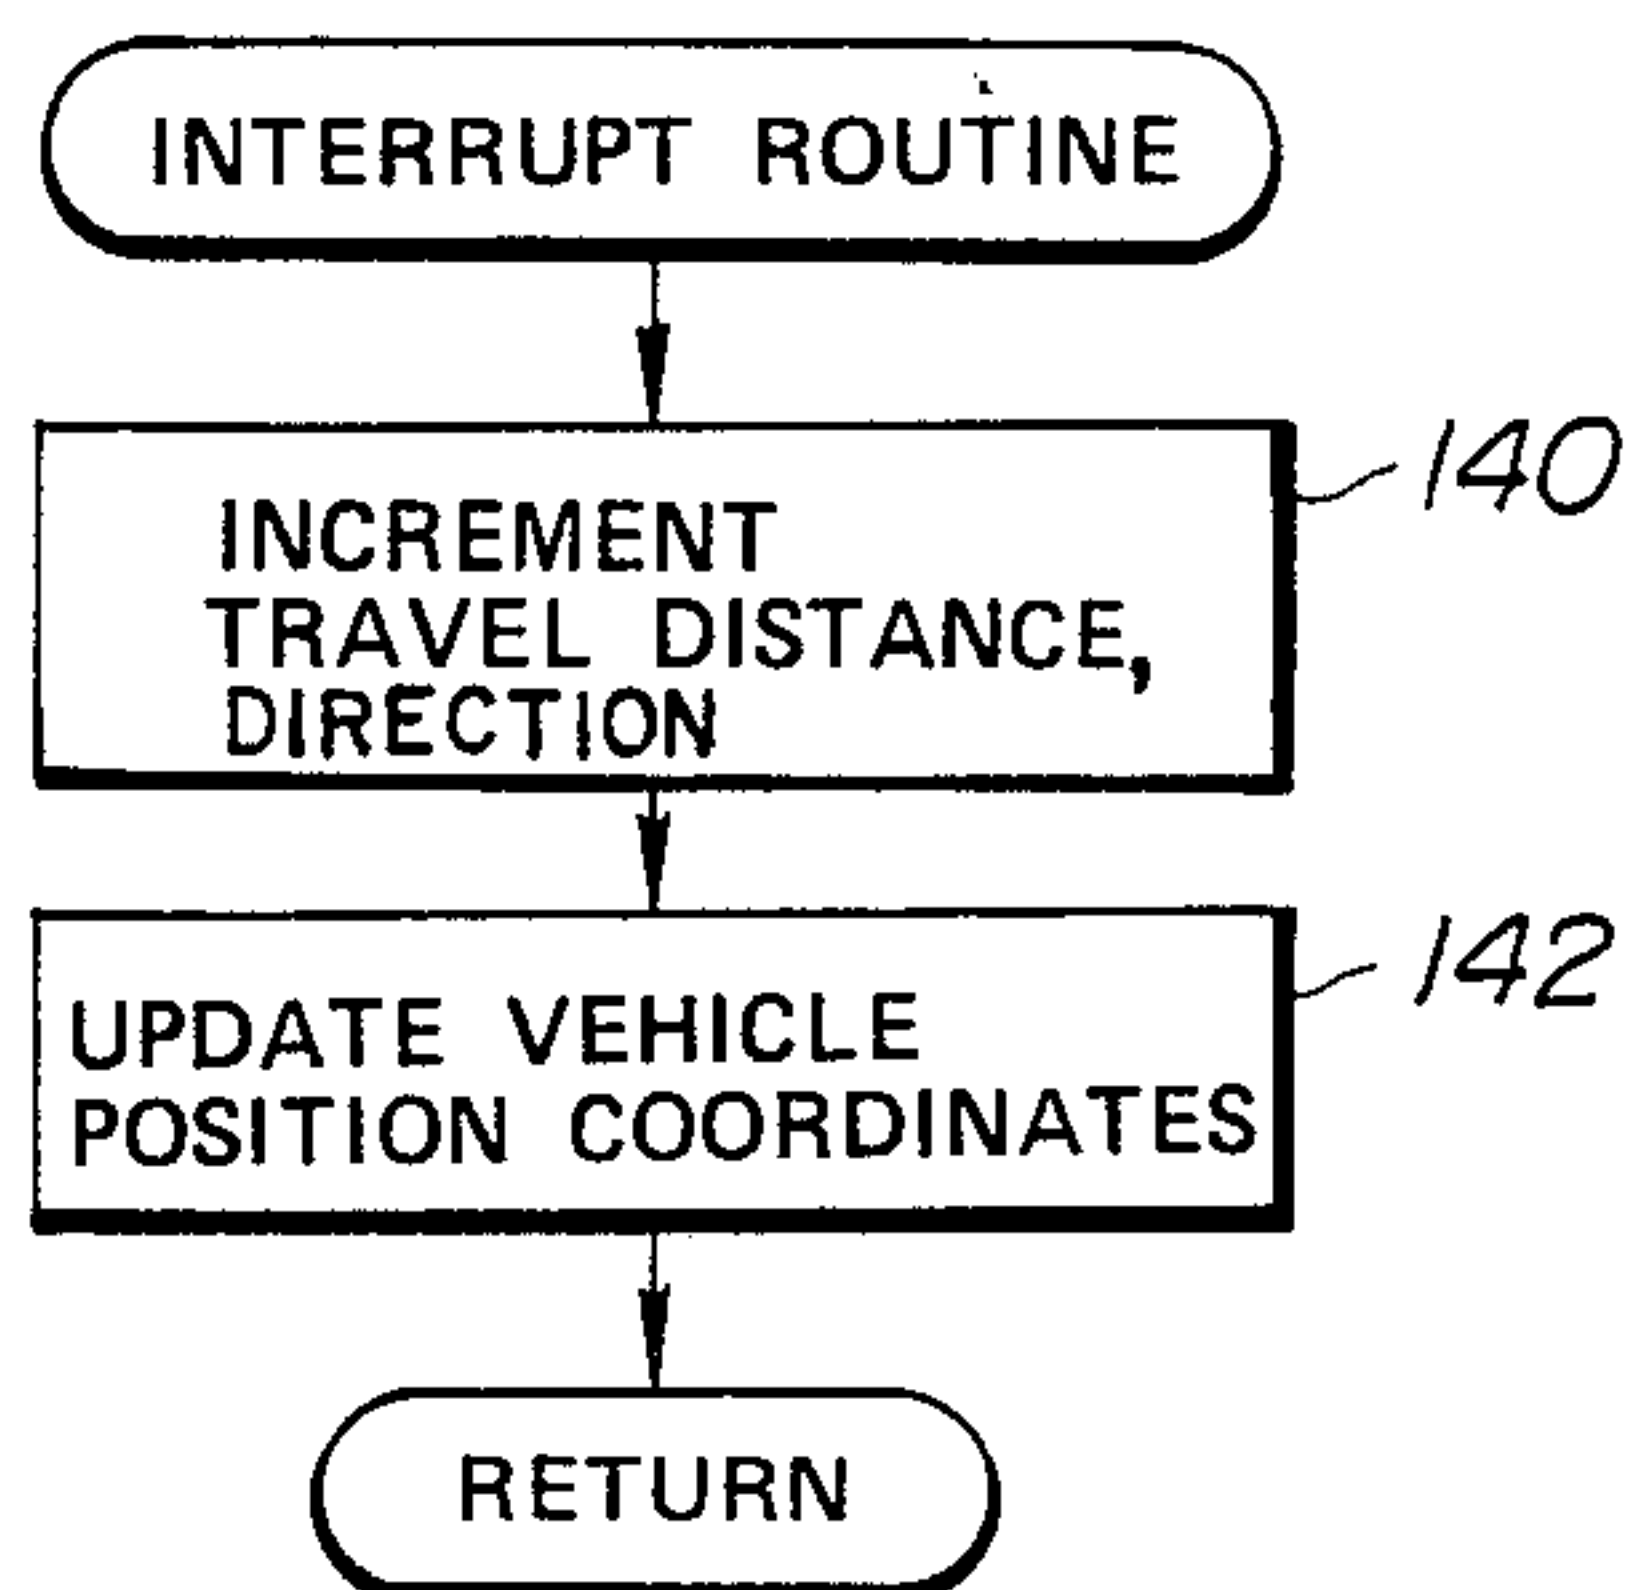 INTERRUPT ROUTINE
INCREMENT
TRAVEL DISTANCE,
DIRECTION
140
UPDATE VEHICLE
POSITION COORDINATES
142
RETURN